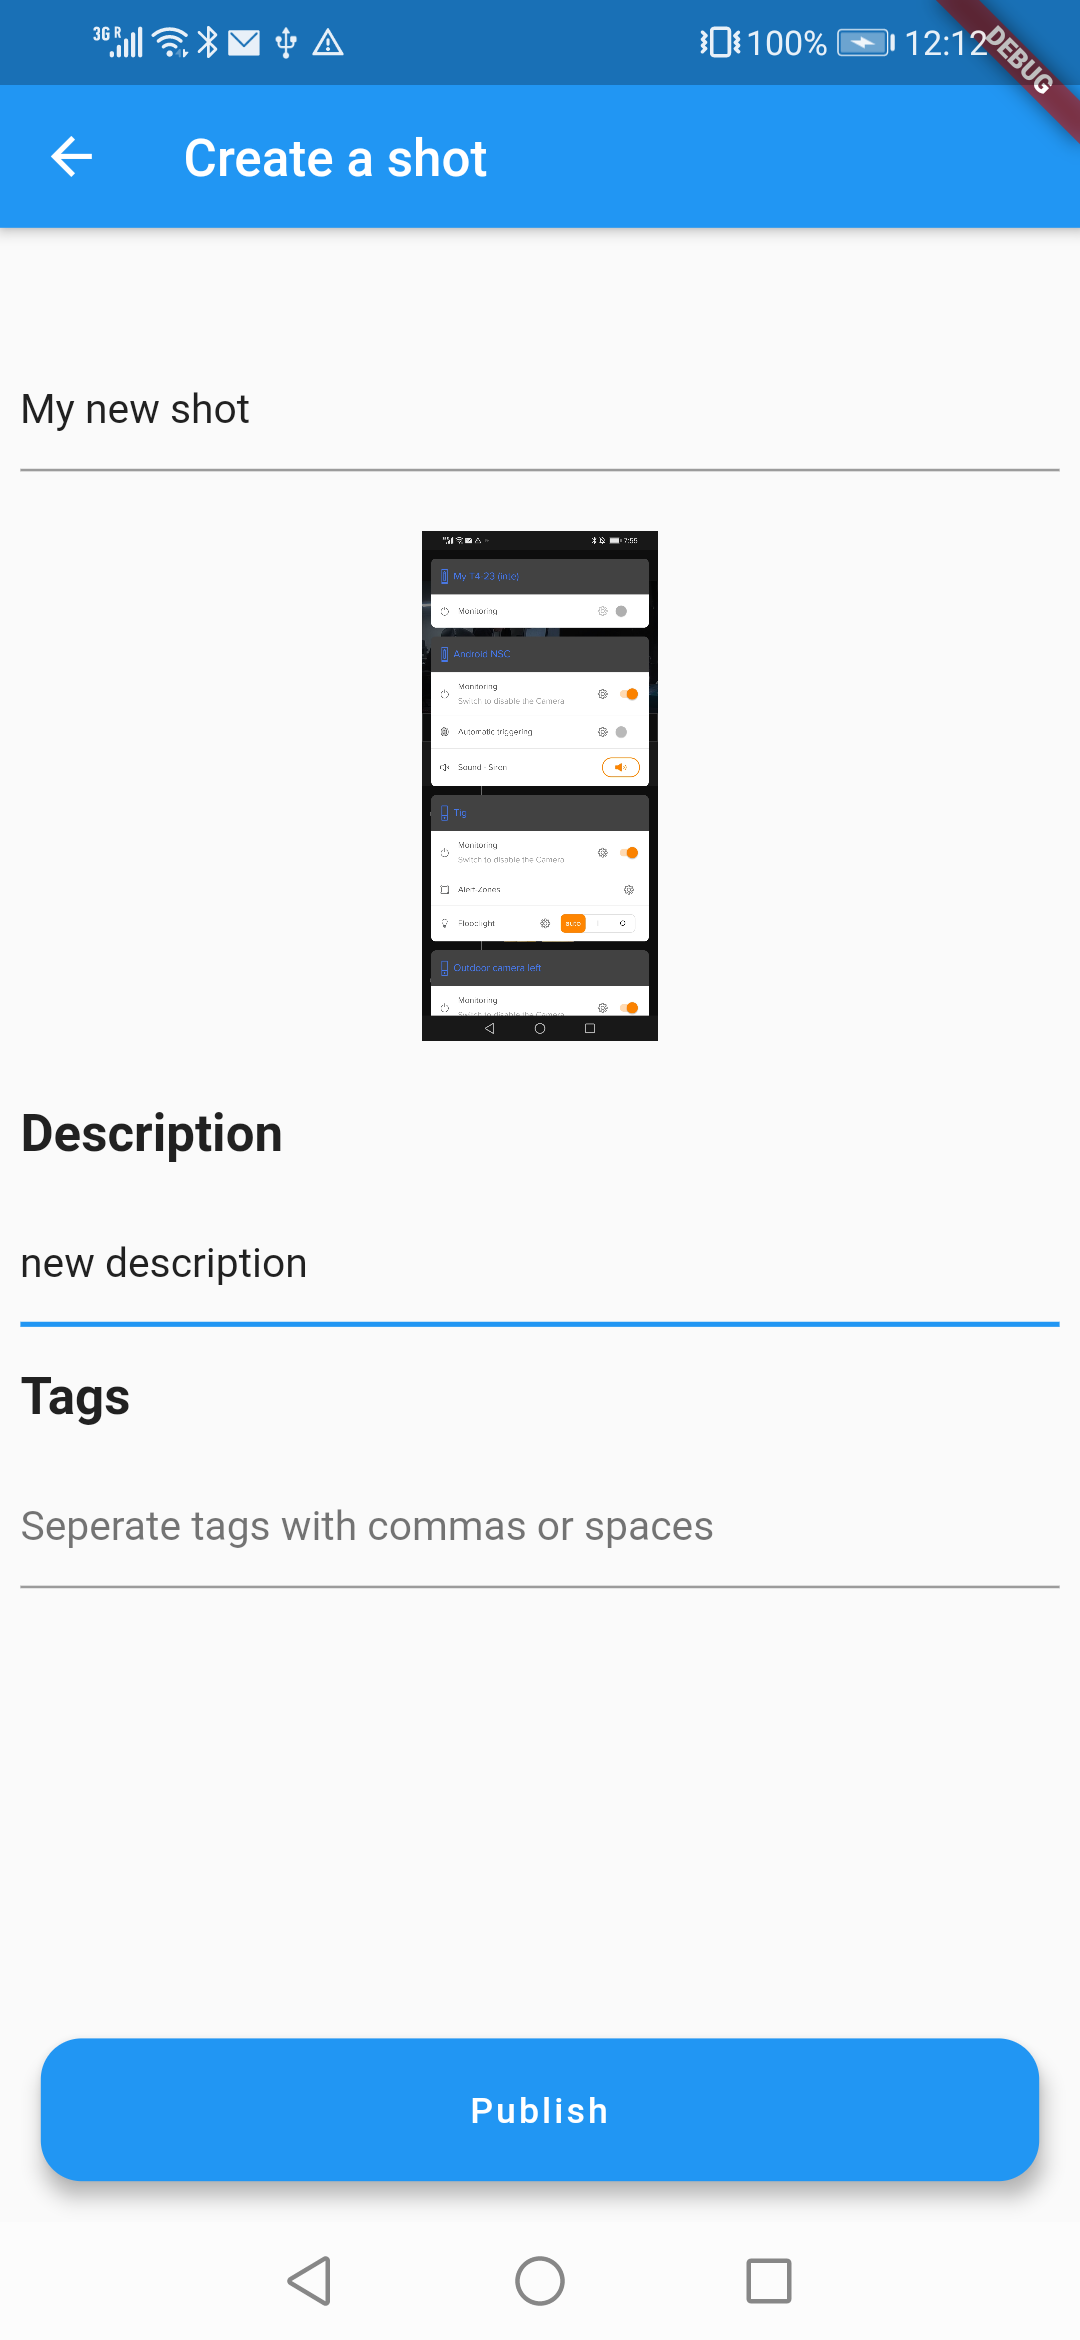 3G R 100% 12:12
DEBUG
Create a shot
My new shot
7:55
My T4 23 (inte)
Monitoring
Android NSC
Monitoring
Switch to disable the Camera
Automatic triggering
Sound - Siren
Tig
Monitoring
Switch to disable the Camera
Alert-Zones
Floodlight auto
Outdoor camera left
Monitoring
Switch to disable the Camera
Description
new description
Tags
Seperate tags with commas or spaces
Publish